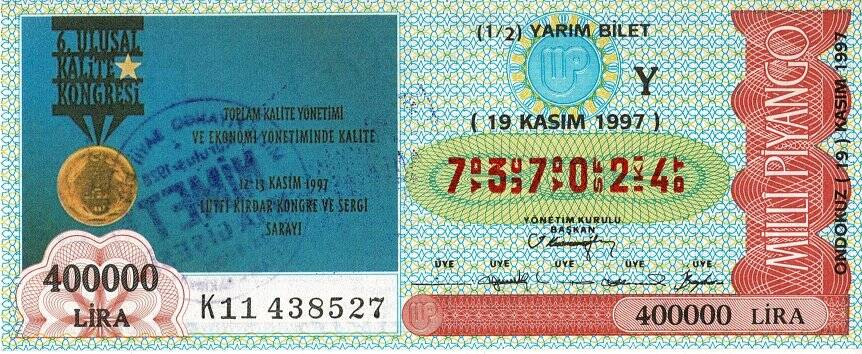 6. ULUSAL
KALİTE
KONGRESİ
TOPLAM KALİTE YÖNETİMİ
VE EKONOMİ YÖNETİMİNDE KALİTE
12-13 KASIM 1997
LÜTFİ KIRDAR KONGRE VE SERGİ
SARAYI
400000
LİRA
K11 438527
(1/2) YARIM BİLET
Y
( 19 KASIM 1997 )
7 3 7 0 2 4
YÖNETİM KURULU
BAŞKAN
ÜYE ÜYE ÜYE ÜYE
400000 LİRA
MİLLİ PİYANGO
ONDOKUZ ( 19 ) KASIM 1997
NİMET